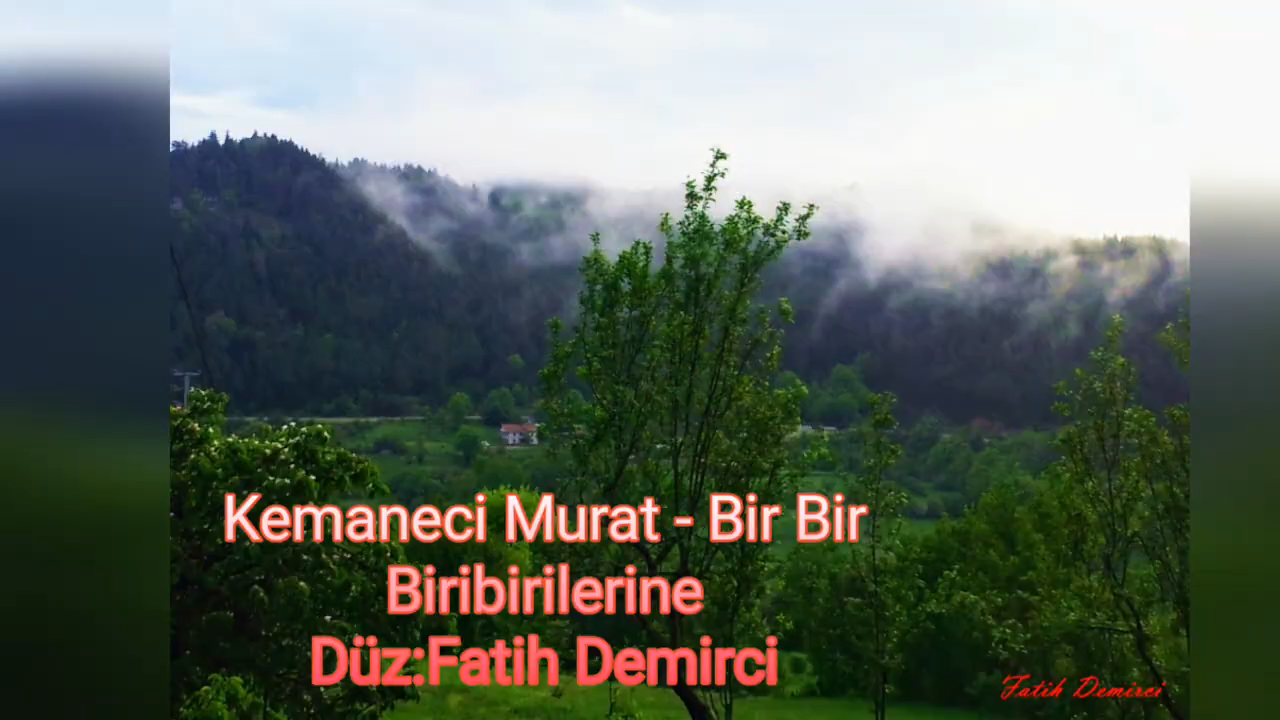 Kemaneci Murat - Bir Bir
Biribirilerine
Düz:Fatih Demirci
Fatih Demirci